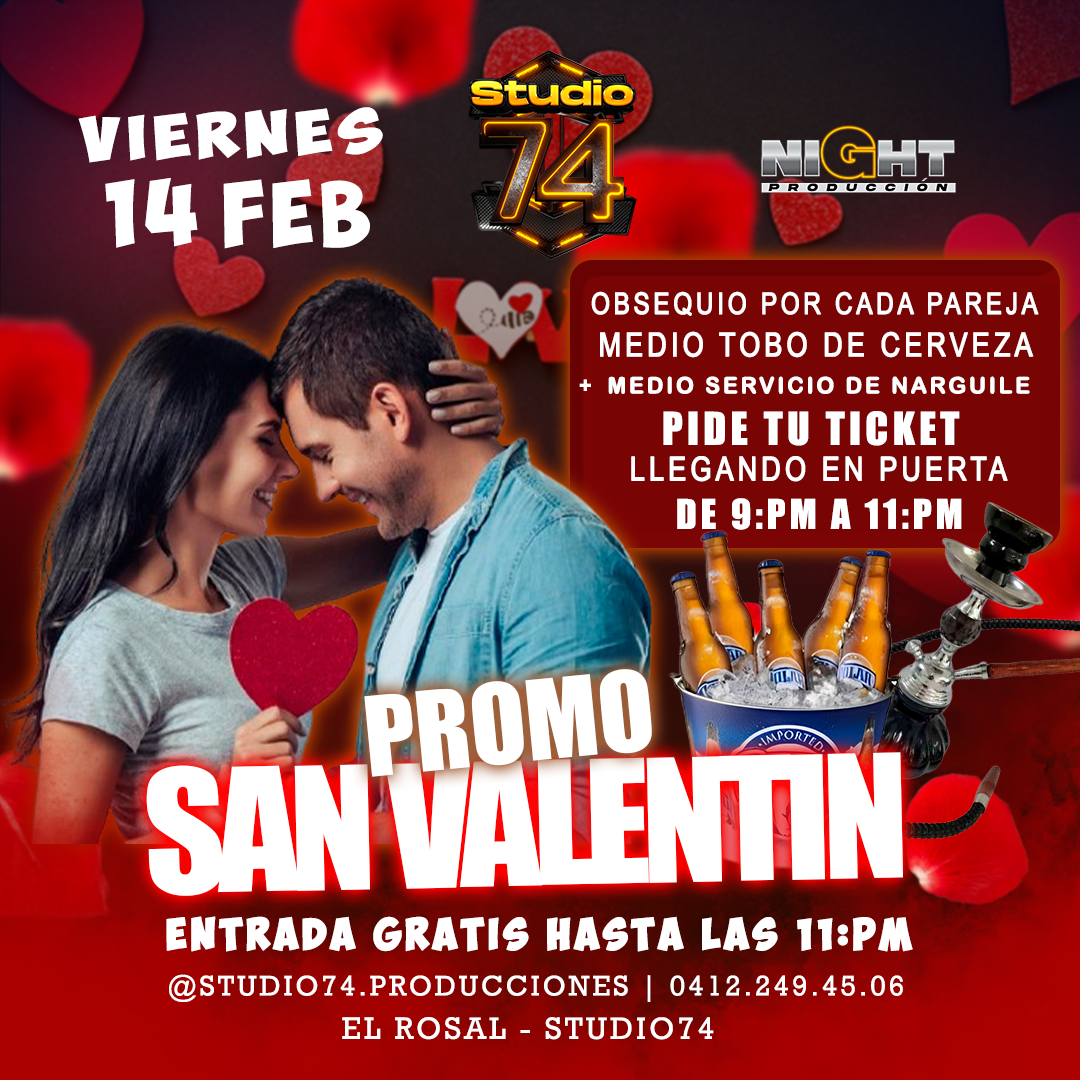 VIERNES
14 FEB
Studio
74
NIGHT
PRODUCCIÓN
OBSEQUIO POR CADA PAREJA
MEDIO TOBO DE CERVEZA
+ MEDIO SERVICIO DE NARGUILE
PIDE TU TICKET
LLEGANDO EN PUERTA
DE 9:PM A 11:PM
IMPORTED
PROMO
SAN VALENTIN
ENTRADA GRATIS HASTA LAS 11:PM
@STUDIO74.PRODUCCIONES | 0412.249.45.06
EL ROSAL - STUDIO74